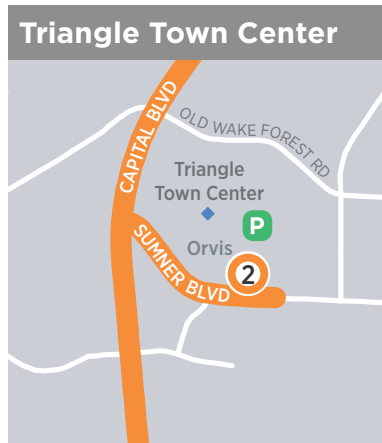 Triangle Town Center
CAPITAL BLVD
OLD WAKE FOREST RD
Triangle
Town Center
P
Orvis
SUMNER BLVD
2